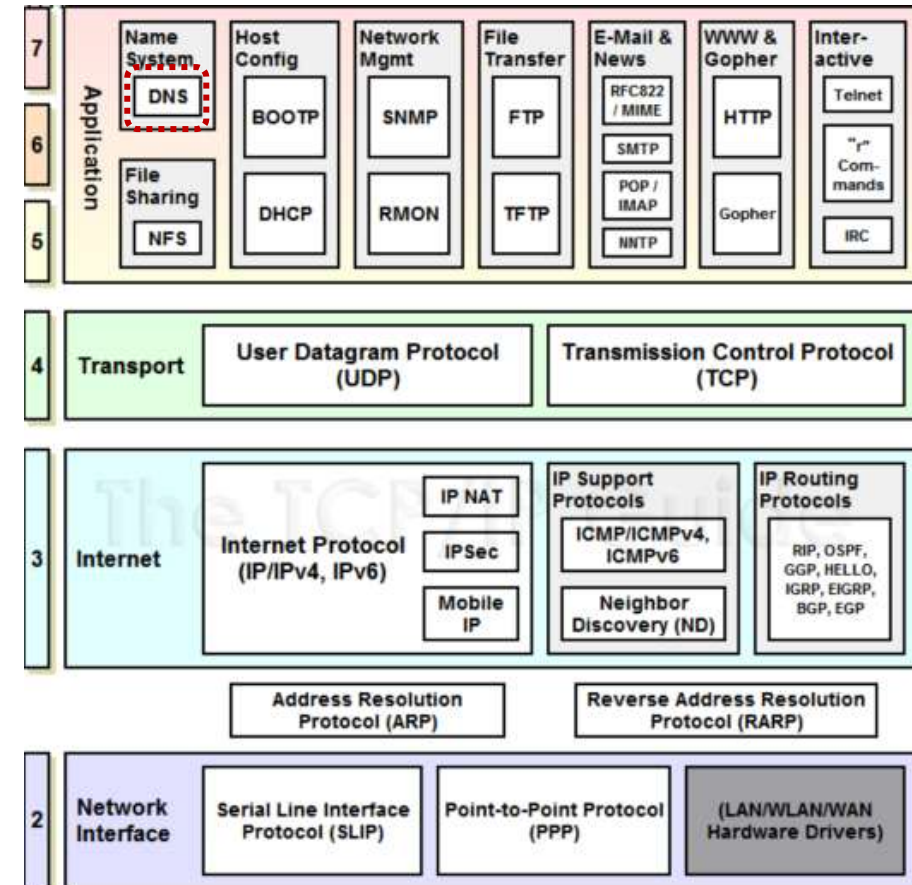 7
6
5
Application
Name
System
DNS
File
Sharing
NFS
Host
Config
BOOTP
DHCP
Network
Mgmt
SNMP
RMON
File
Transfer
FTP
TFTP
E-Mail &
News
RFC822
/ MIME
SMTP
POP /
IMAP
NNTP
WWW &
Gopher
HTTP
Gopher
Inter-
active
Telnet
"r"
Com-
mands
IRC
4
Transport
User Datagram Protocol
(UDP)
Transmission Control Protocol
(TCP)
The TCP/IP Guide
3
Internet
Internet Protocol
(IP/IPv4, IPv6)
IP NAT
IPSec
Mobile
IP
IP Support
Protocols
ICMP/ICMPv4,
ICMPv6
Neighbor
Discovery (ND)
IP Routing
Protocols
RIP, OSPF,
GGP, HELLO,
IGRP, EIGRP,
BGP, EGP
Address Resolution
Protocol (ARP)
Reverse Address Resolution
Protocol (RARP)
2
Network
Interface
Serial Line Interface
Protocol (SLIP)
Point-to-Point Protocol
(PPP)
(LAN/WLAN/WAN
Hardware Drivers)